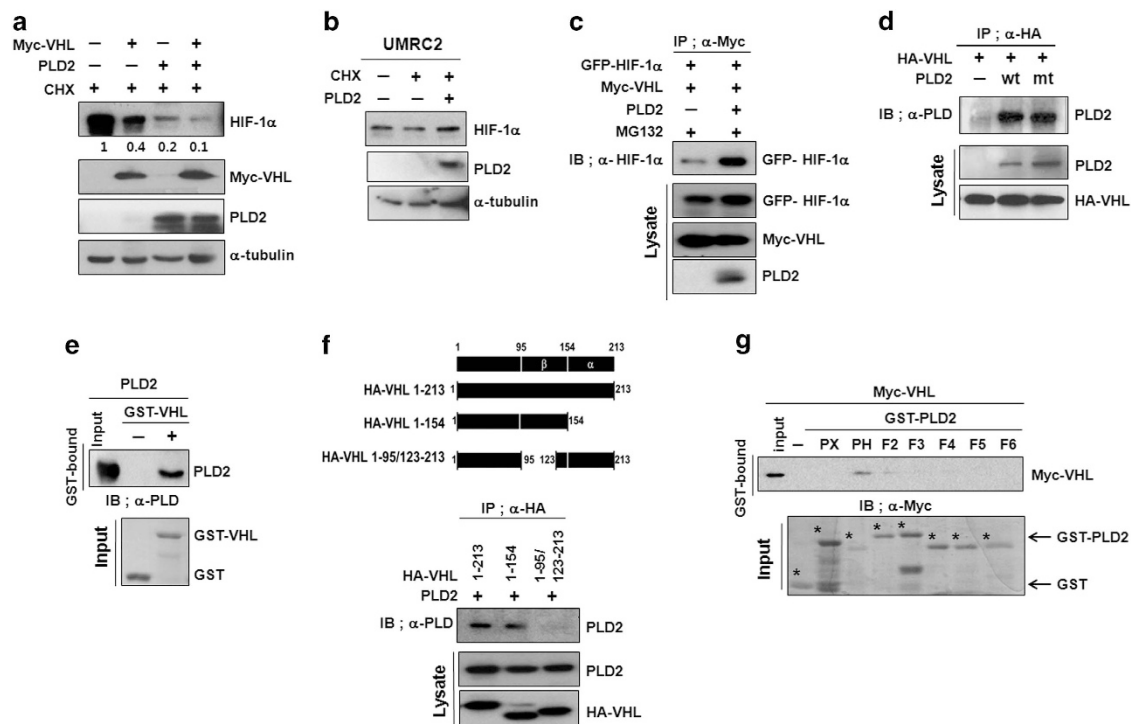 a
Myc-VHL − + − +
PLD2 − − + +
CHX + + + +
HIF-1α
1 0.4 0.2 0.1
Myc-VHL
PLD2
α-tubulin
b
UMRC2
CHX − + +
PLD2 − − +
HIF-1α
PLD2
α-tubulin
c
IP ; α-Myc
GFP-HIF-1α + +
Myc-VHL + +
PLD2 − +
MG132 + +
IB ; α-HIF-1α GFP- HIF-1α
Lysate
GFP- HIF-1α
Myc-VHL
PLD2
d
IP ; α-HA
HA-VHL + + +
PLD2 − wt mt
IB ; α-PLD PLD2
Lysate
PLD2
HA-VHL
e
PLD2
Input
GST-VHL
− +
GST-bound
PLD2
IB ; α-PLD
Input
GST-VHL
GST
f
1 95 154 213
β α
HA-VHL 1-213 1 213
HA-VHL 1-154 1 154
HA-VHL 1-95/123-213 1 95 123 213
IP ; α-HA
HA-VHL 1-213 1-154 1-95/
123-213
PLD2 + + +
IB ; α-PLD PLD2
Lysate
PLD2
HA-VHL
g
Myc-VHL
input
GST-PLD2
− PX PH F2 F3 F4 F5 F6
GST-bound
Myc-VHL
IB ; α-Myc
Input
* * * * * * * *
GST-PLD2
GST